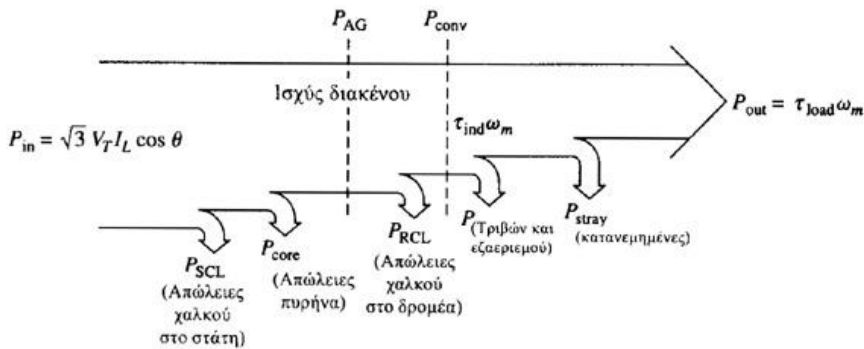 P_AG
P_conv
Ισχύς διακένου
P_out = τ_load ω_m
P_in = √3 V_T I_L cos θ
τ_ind ω_m
P_SCL
(Απώλειες
χαλκού
στο στάτη)
P_core
(Απώλειες
πυρήνα)
P_RCL
(Απώλειες
χαλκού
στο δρομέα)
P(Τριβών και
εξαερισμού)
P_stray
(κατανεμημένες)